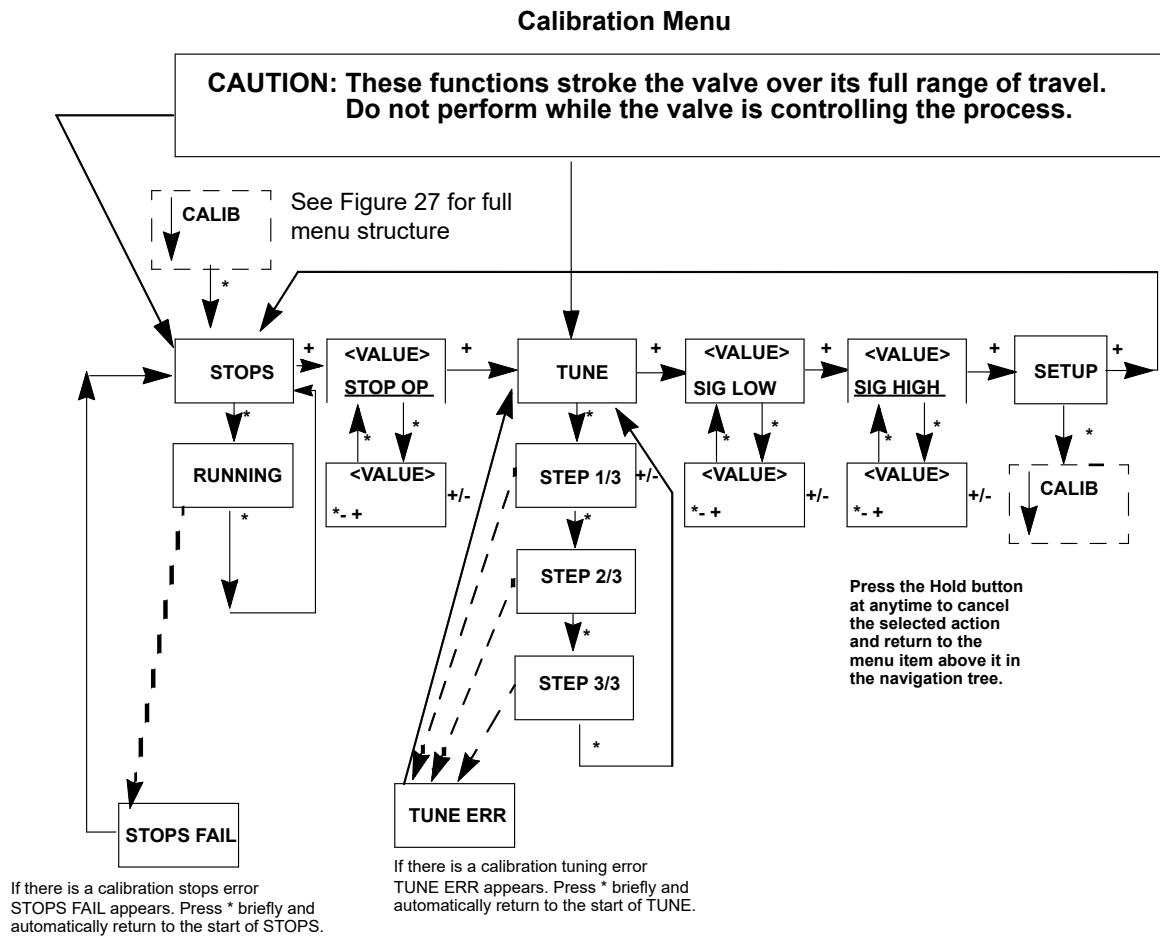 Calibration Menu
CAUTION: These functions stroke the valve over its full range of travel.
Do not perform while the valve is controlling the process.
CALIB
See Figure 27 for full
menu structure
*
STOPS
+
<VALUE>
STOP OP
+
TUNE
+
<VALUE>
SIG LOW
+
<VALUE>
SIG HIGH
+
SETUP
+
*
*
*
*
*
*
*
*
*
RUNNING
<VALUE>
*- +
+/-
STEP 1/3
+/-
<VALUE>
*- +
+/-
<VALUE>
*- +
+/-
CALIB
*
*
STEP 2/3
*
STEP 3/3
*
Press the Hold button
at anytime to cancel
the selected action
and return to the
menu item above it in
the navigation tree.
STOPS FAIL
TUNE ERR
If there is a calibration stops error
STOPS FAIL appears. Press * briefly and
automatically return to the start of STOPS.
If there is a calibration tuning error
TUNE ERR appears. Press * briefly and
automatically return to the start of TUNE.